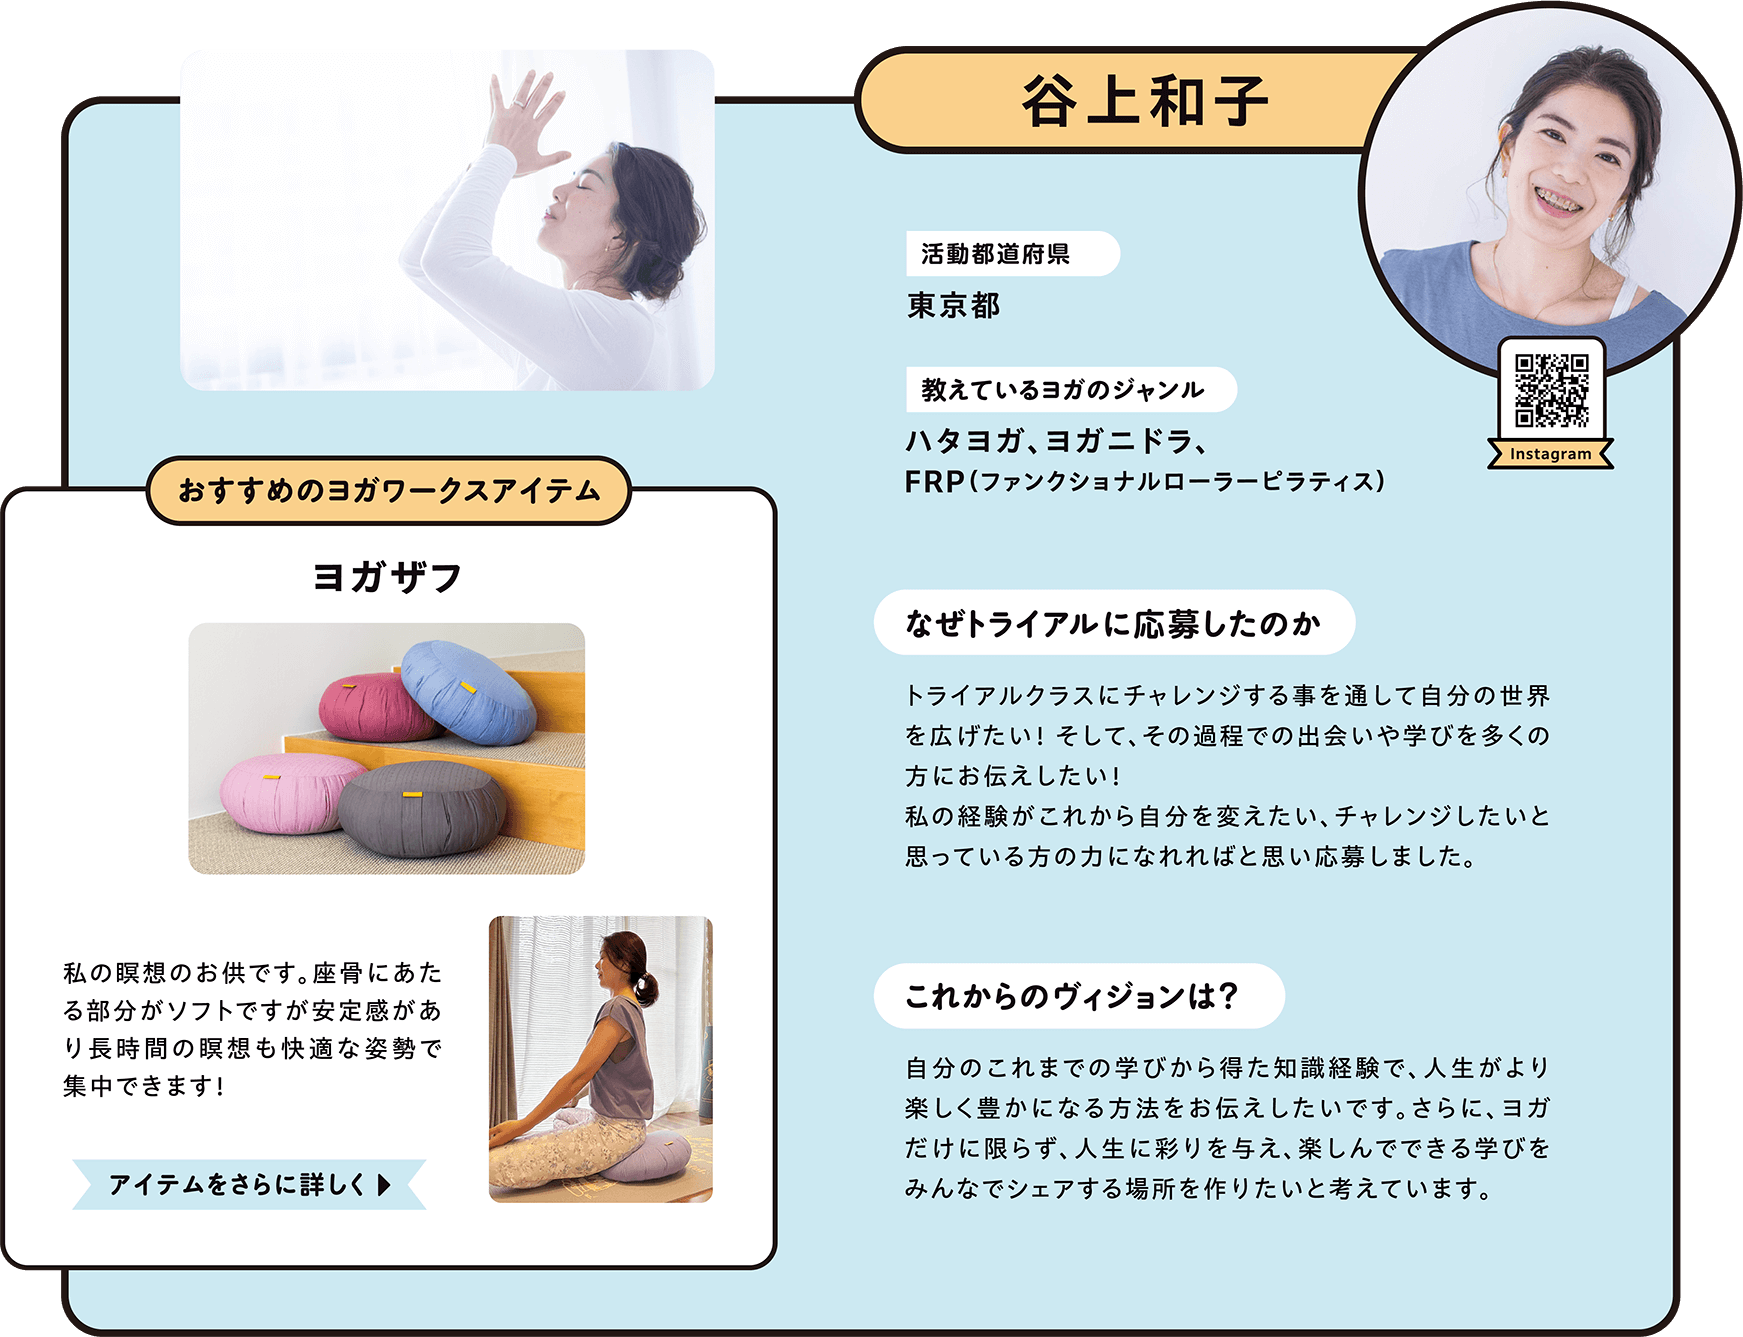 谷上和子
活動都道府県
東京都
教えているヨガのジャンル
ハタヨガ、ヨガニドラ、
FRP(ファンクショナルローラーピラティス)
Instagram
なぜトライアルに応募したのか
トライアルクラスにチャレンジする事を通して自分の世界
を広げたい! そして、その過程での出会いや学びを多くの
方にお伝えしたい!
私の経験がこれから自分を変えたい、チャレンジしたいと
思っている方の力になれればと思い応募しました。
これからのヴィジョンは?
自分のこれまでの学びから得た知識経験で、人生がより
楽しく豊かになる方法をお伝えしたいです。さらに、ヨガ
だけに限らず、人生に彩りを与え、楽しんでできる学びを
みんなでシェアする場所を作りたいと考えています。
おすすめのヨガワークスアイテム
ヨガザフ
私の瞑想のお供です。座骨にあた
る部分がソフトですが安定感があ
り長時間の瞑想も快適な姿勢で
集中できます!
アイテムをさらに詳しく